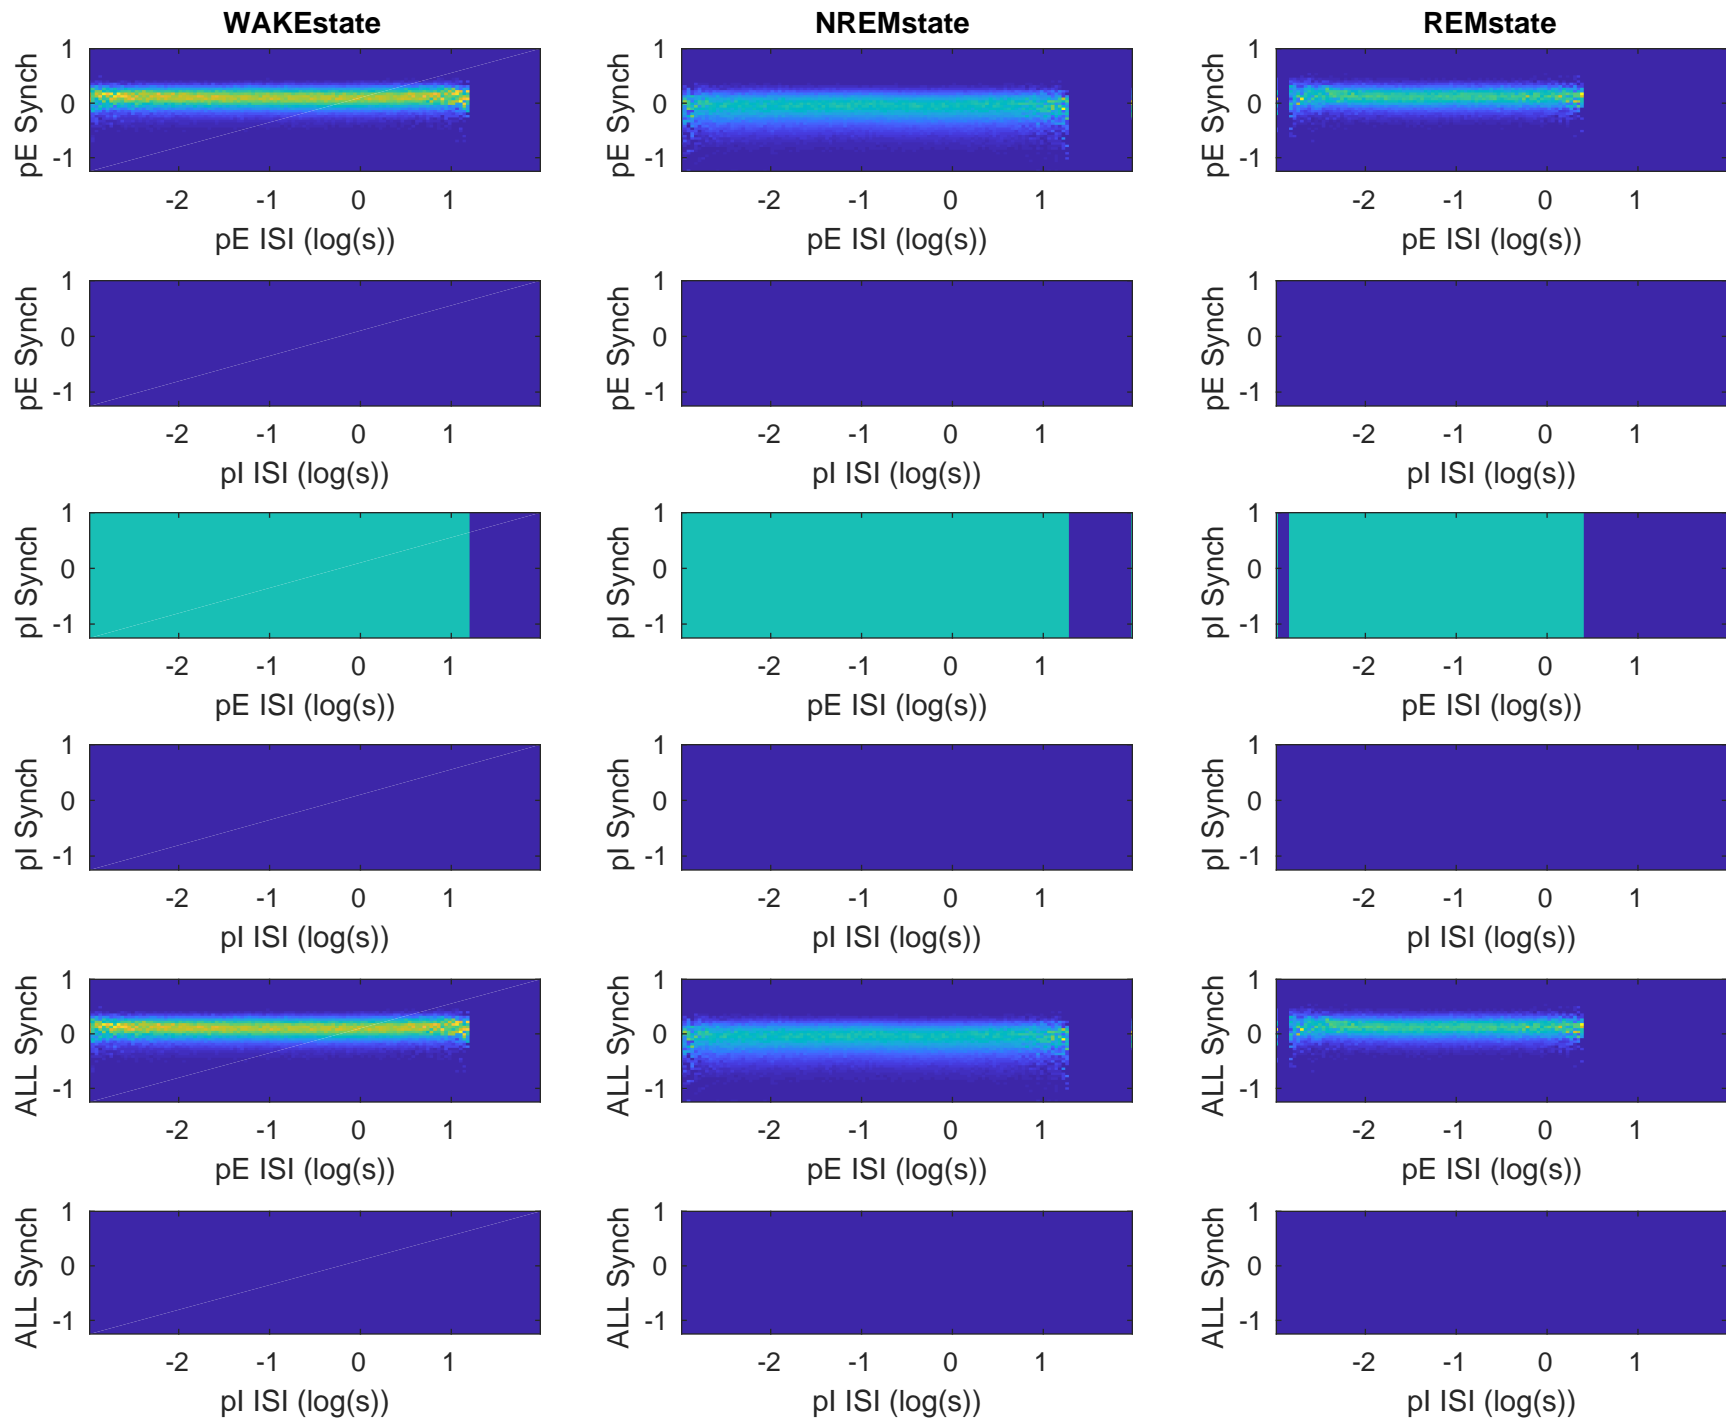 WAKEstate NREMstate REMstate
1 1 1
pE Synch pE Synch pE Synch
0 0 0
-1 -1 -1
-2 -1 0 1 -2 -1 0 1 -2 -1 0 1
pE ISI (log(s)) pE ISI (log(s)) pE ISI (log(s))
1 1 1
pE Synch pE Synch pE Synch
0 0 0
-1 -1 -1
-2 -1 0 1 -2 -1 0 1 -2 -1 0 1
pI ISI (log(s)) pI ISI (log(s)) pI ISI (log(s))
1 1 1
pI Synch pI Synch pI Synch
0 0 0
-1 -1 -1
-2 -1 0 1 -2 -1 0 1 -2 -1 0 1
pE ISI (log(s)) pE ISI (log(s)) pE ISI (log(s))
1 1 1
pI Synch pI Synch pI Synch
0 0 0
-1 -1 -1
-2 -1 0 1 -2 -1 0 1 -2 -1 0 1
pI ISI (log(s)) pI ISI (log(s)) pI ISI (log(s))
1 1 1
ALL Synch ALL Synch ALL Synch
0 0 0
-1 -1 -1
-2 -1 0 1 -2 -1 0 1 -2 -1 0 1
pE ISI (log(s)) pE ISI (log(s)) pE ISI (log(s))
1 1 1
ALL Synch ALL Synch ALL Synch
0 0 0
-1 -1 -1
-2 -1 0 1 -2 -1 0 1 -2 -1 0 1
pI ISI (log(s)) pI ISI (log(s)) pI ISI (log(s))